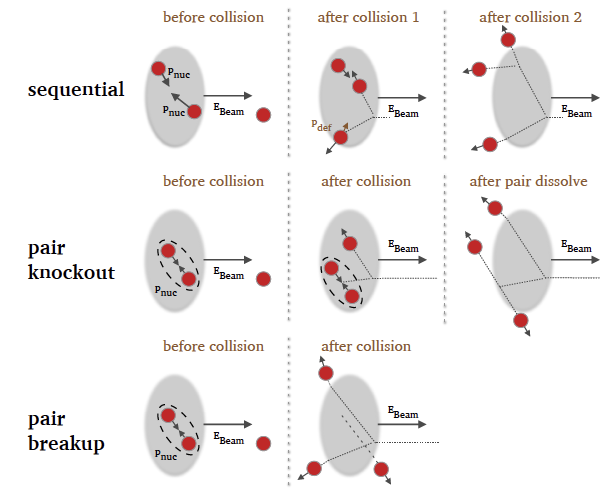 before collision
after collision 1
after collision 2
sequential
Pnuc
Pnuc
EBeam
Pdef
EBeam
EBeam
before collision
after collision
after pair dissolve
pair
knockout
Pnuc
EBeam
EBeam
EBeam
before collision
after collision
pair
breakup
Pnuc
EBeam
EBeam